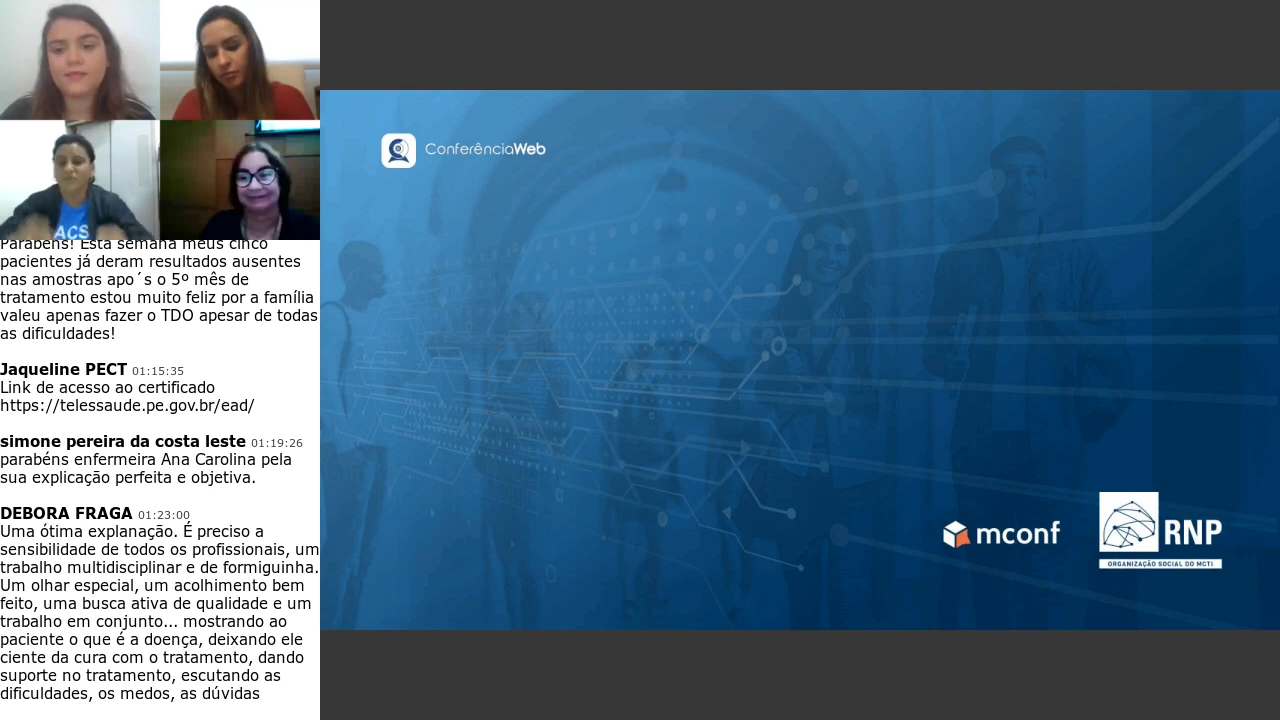 ACS
Parabéns! Esta semana meus cinco
pacientes já deram resultados ausentes
nas amostras apo´s o 5º mês de
tratamento estou muito feliz por a família
valeu apenas fazer o TDO apesar de todas
as dificuldades!
Jaqueline PECT 01:15:35
Link de acesso ao certificado
https://telessaude.pe.gov.br/ead/
simone pereira da costa leste 01:19:26
parabéns enfermeira Ana Carolina pela
sua explicação perfeita e objetiva.
DEBORA FRAGA 01:23:00
Uma ótima explanação. É preciso a
sensibilidade de todos os profissionais, um
trabalho multidisciplinar e de formiguinha.
Um olhar especial, um acolhimento bem
feito, uma busca ativa de qualidade e um
trabalho em conjunto... mostrando ao
paciente o que é a doença, deixando ele
ciente da cura com o tratamento, dando
suporte no tratamento, escutando as
dificuldades, os medos, as dúvidas
ConferênciaWeb
mconf
RNP
ORGANIZAÇÃO SOCIAL DO MCTI